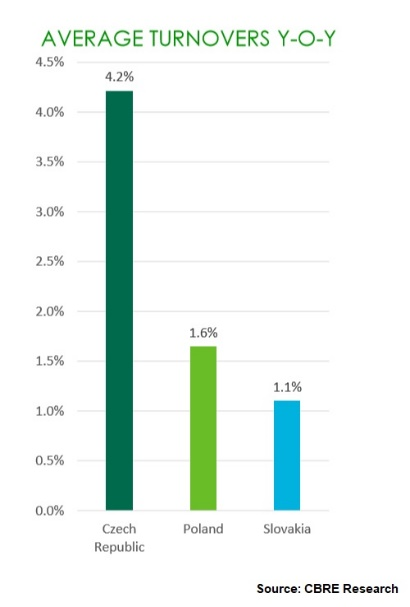 AVERAGE TURNOVERS Y-O-Y
4.5%
4.2%
4.0%
3.5%
3.0%
2.5%
2.0%
1.6%
1.5%
1.1%
1.0%
0.5%
0.0%
Czech
Republic
Poland
Slovakia
Source: CBRE Research